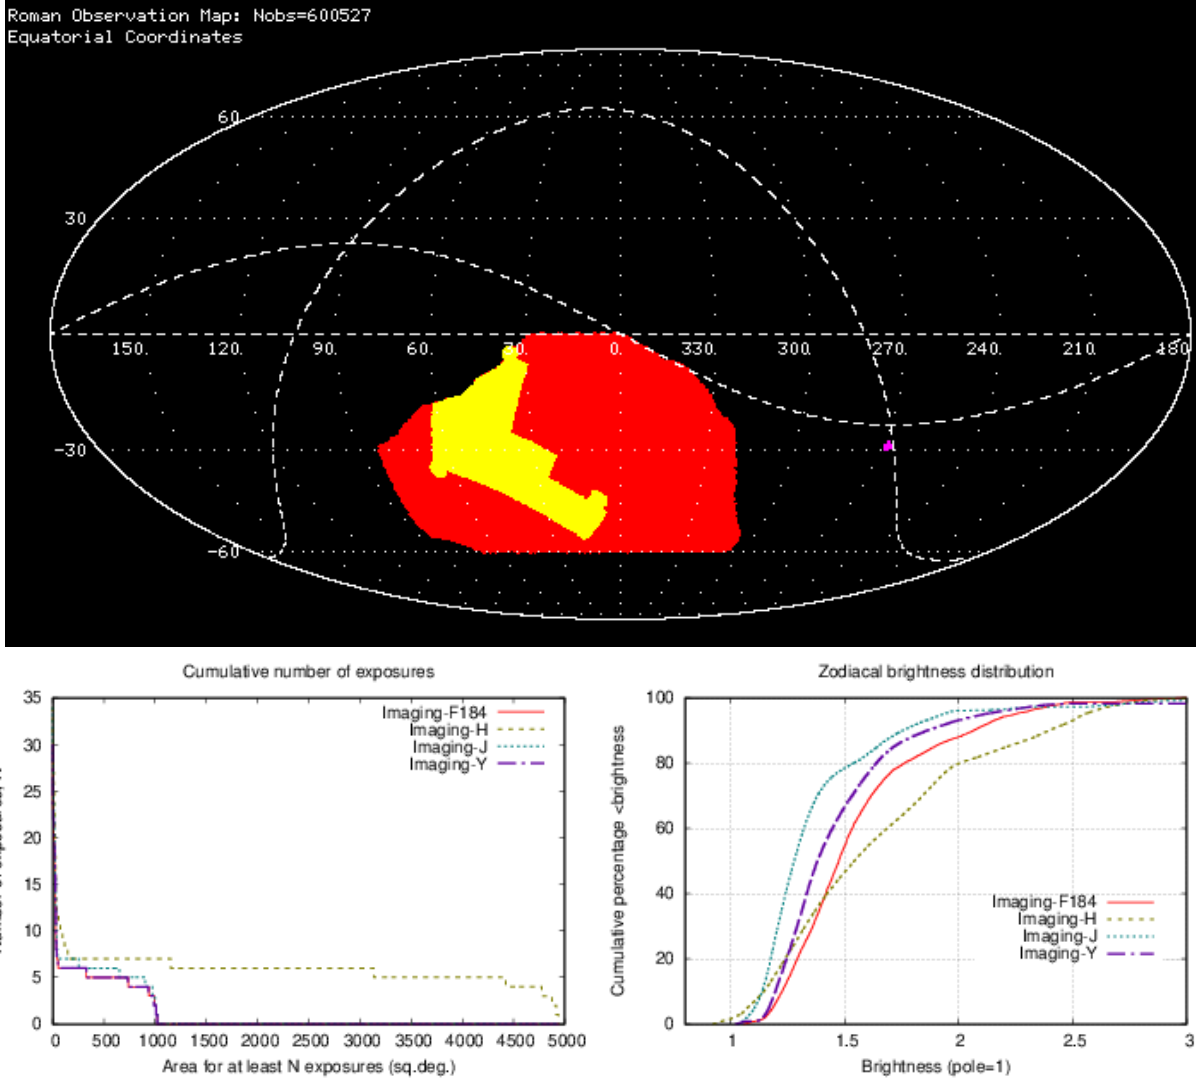 Roman Observation Map: Nobs=600527
Equatorial Coordinates
60
30
150. 120. 90. 60. 30. 0. 330. 300. 270. 240. 210. 180.
-30
-60
Cumulative number of exposures
35
30
25
20
15
10
5
0
Imaging-F184
Imaging-H
Imaging-J
Imaging-Y
0 500 1000 1500 2000 2500 3000 3500 4000 4500 5000
Area for at least N exposures (sq.deg.)
Zodiacal brightness distribution
Cumulative percentage <brightness
100
80
60
40
20
0
Imaging-F184
Imaging-H
Imaging-J
Imaging-Y
1 1.5 2 2.5 3
Brightness (pole=1)